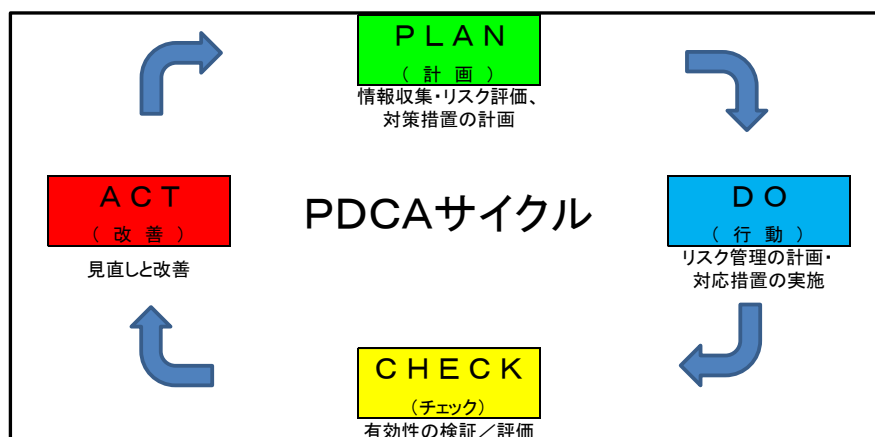 ＰＬＡＮ
（計画）
情報収集・リスク評価、
対策措置の計画
ＡＣＴ
（改善）
見直しと改善
PDCAサイクル
ＤＯ
（行動）
リスク管理の計画・
対応措置の実施
ＣＨＥＣＫ
（チェック）
有効性の検証／評価